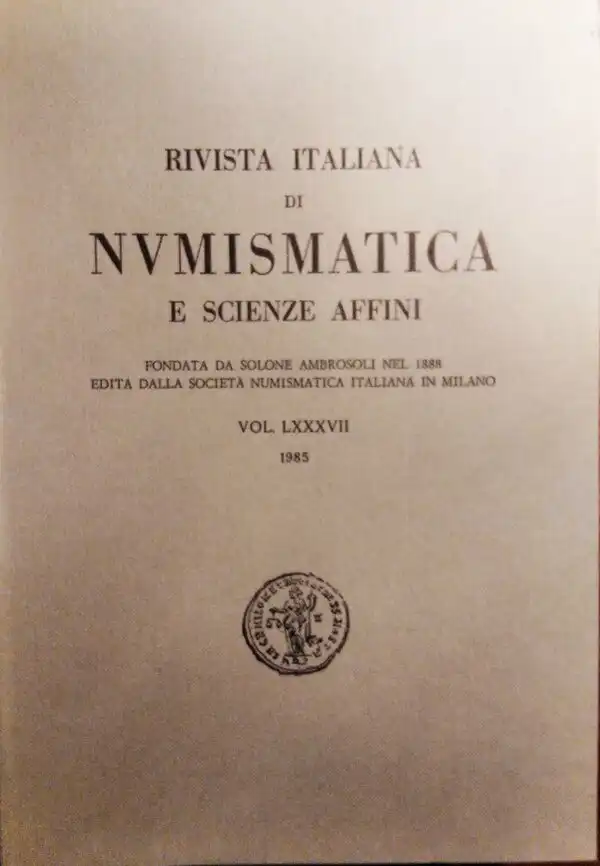 RIVISTA ITALIANA
DI
NVMISMATICA
E SCIENZE AFFINI
FONDATA DA SOLONE AMBROSOLI NEL 1888
EDITA DALLA SOCIETÀ NUMISMATICA ITALIANA IN MILANO
VOL. LXXXVII
1985